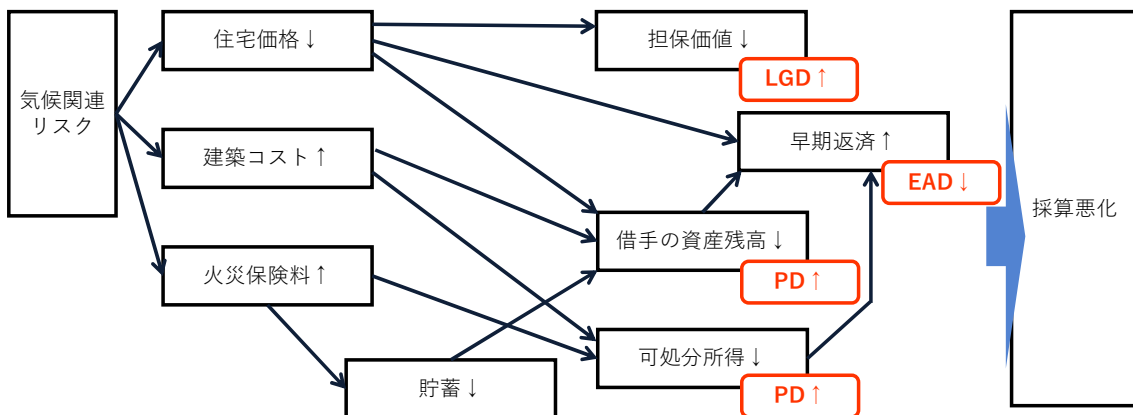 気候関連
リスク
住宅価格↓
建築コスト↑
火災保険料↑
貯蓄↓
担保価値↓
LGD↑
早期返済↑
EAD↓
借手の資産残高↓
PD↑
可処分所得↓
PD↑
採算悪化